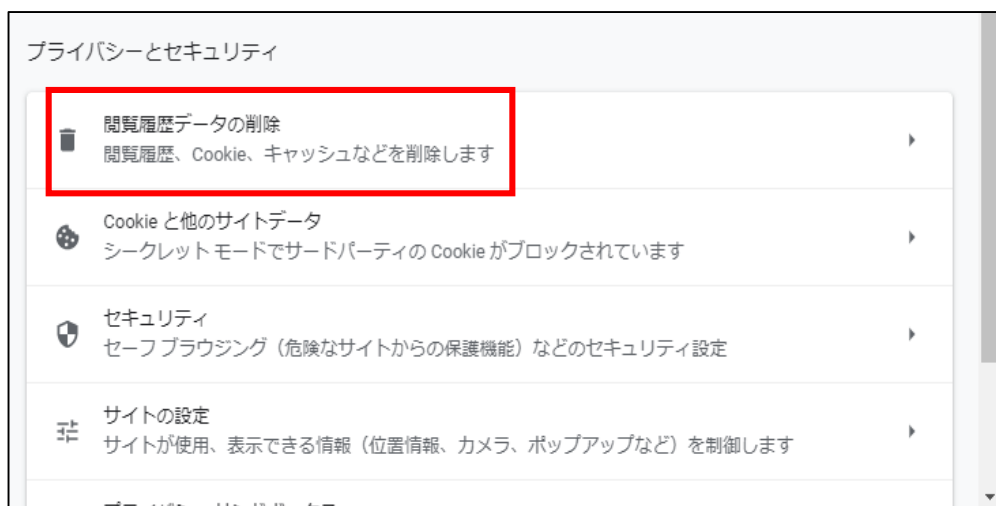 プライバシーとセキュリティ
閲覧履歴データの削除
閲覧履歴、Cookie、キャッシュなどを削除します
Cookie と他のサイトデータ
シークレット モードでサードパーティの Cookie がブロックされています
セキュリティ
セーフ ブラウジング（危険なサイトからの保護機能）などのセキュリティ設定
サイトの設定
サイトが使用、表示できる情報（位置情報、カメラ、ポップアップなど）を制御します